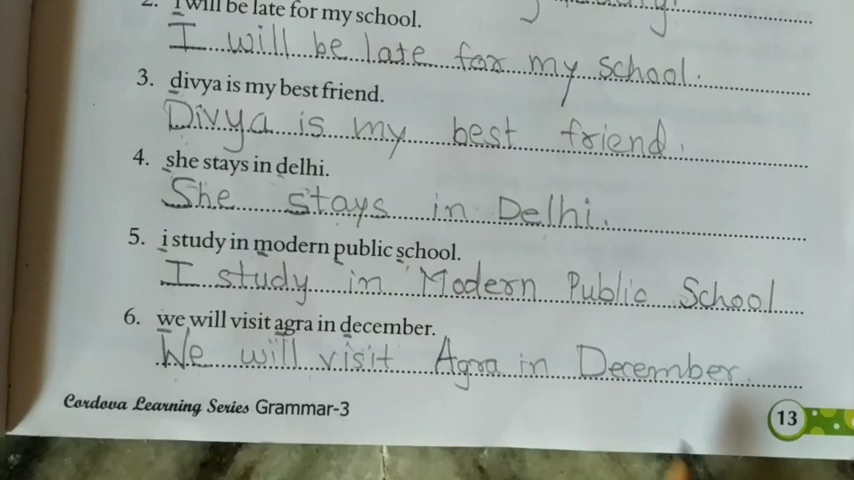 2. I will be late for my school.
I will be late for my school.
3. divya is my best friend.
Divya is my best friend.
4. she stays in delhi.
She stays in Delhi.
5. i study in modern public school.
I study in Modern Public School
6. we will visit agra in december.
We will visit Agra in December.
Cordova Learning Series Grammar-3
13